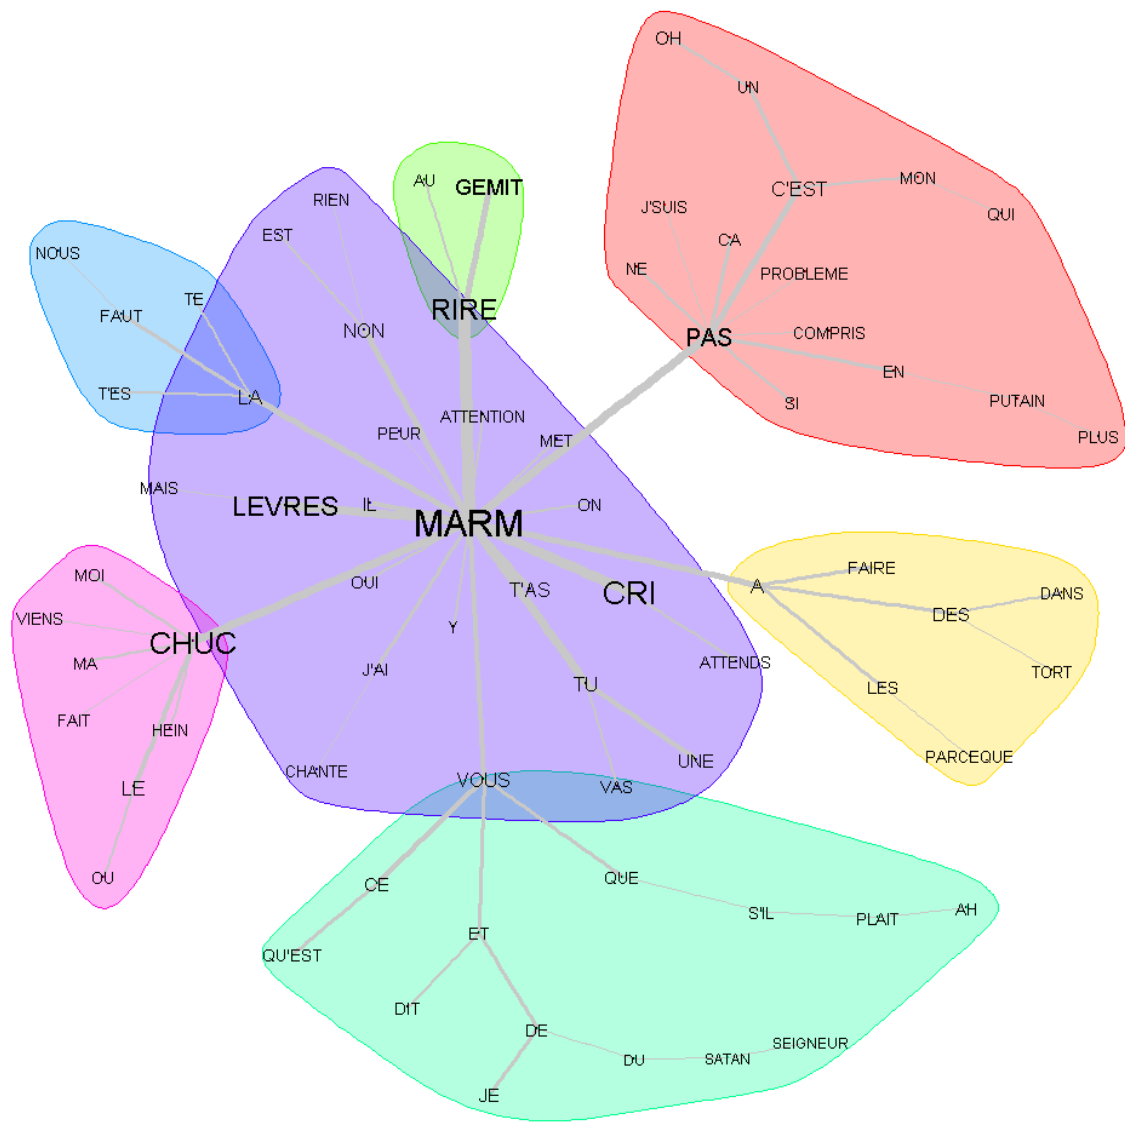 OH
UN
C'EST
MON
QUI
J'SUIS
CA
NE
PROBLEME
PAS
COMPRIS
EN
SI
PUTAIN
PLUS
AU
GEMIT
RIRE
RIEN
EST
NON
ATTENTION
PEUR
MET
NOUS
TE
FAUT
T'ES
LA
MAIS
LEVRES
IL
MARM
ON
OUI
T'AS
CRI
Y
J'AI
TU
ATTENDS
CHANTE
VOUS
VAS
UNE
MOI
VIENS
CHUC
MA
FAIT
HEIN
LE
OU
A
FAIRE
DES
DANS
TORT
LES
PARCEQUE
CE
QU'EST
ET
QUE
S'IL
PLAIT
AH
DIT
DE
JE
DU
SATAN
SEIGNEUR